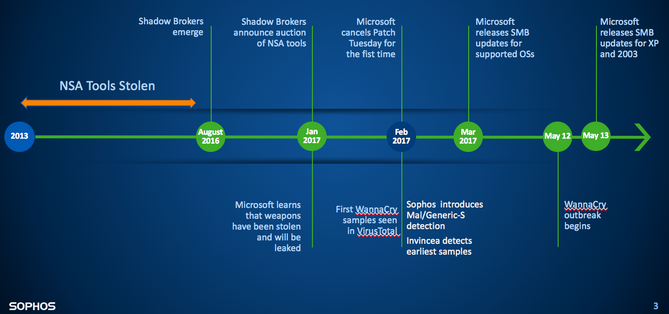 Shadow Brokers
emerge
Shadow Brokers
announce auction
of NSA tools
Microsoft
cancels Patch
Tuesday for
the fist time
Microsoft
releases SMB
updates for
supported OSs
Microsoft
releases SMB
updates for XP
and 2003
NSA Tools Stolen
2013
August
2016
Jan
2017
Feb
2017
Mar
2017
May 12
May 13
Microsoft learns
that weapons
have been stolen
and will be
leaked
First WannaCry
samples seen
in VirusTotal
Sophos introduces
Mal/Generic-S
detection
Invincea detects
earliest samples
WannaCry
outbreak
begins
SOPHOS
3